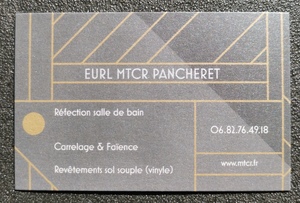 EURL MTCR PANCHERET
Réfection salle de bain
06.82.76.49.18
Carrelage & Faïence
www.mtcr.fr
Revêtements sol souple (vinyle)